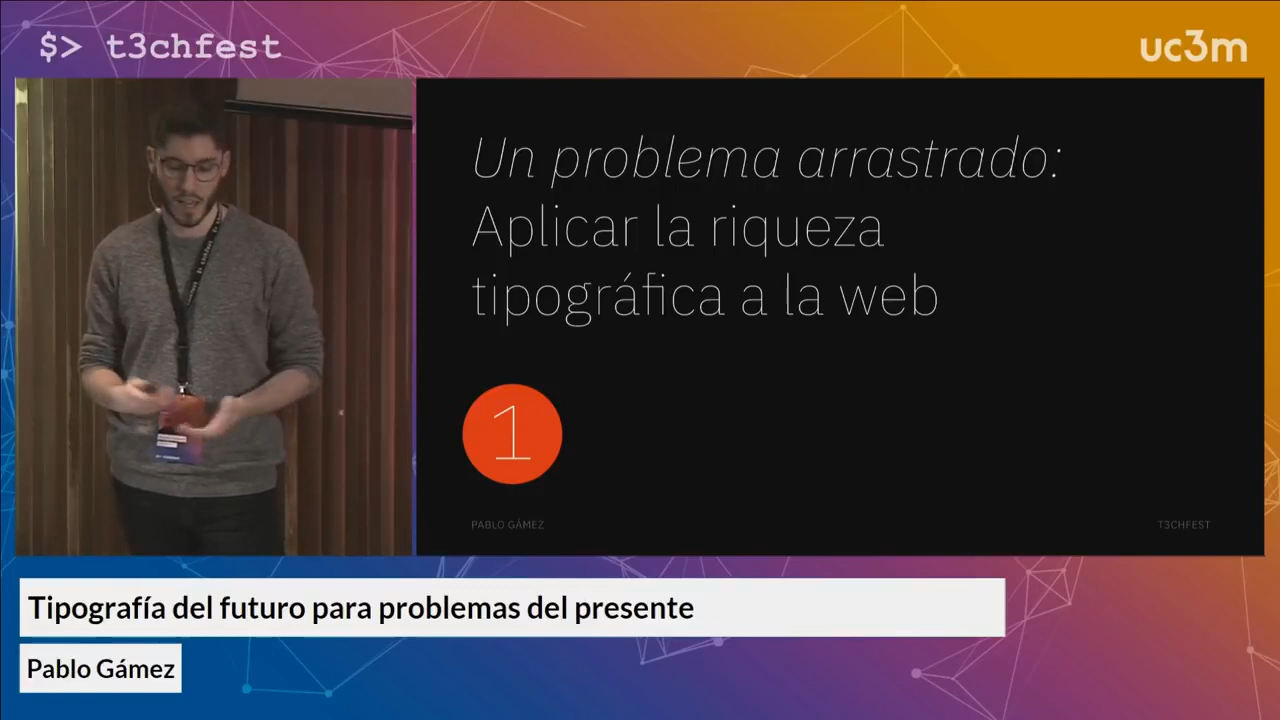 $> t3chfest
uc3m
Un problema arrastrado:
Aplicar la riqueza
tipográfica a la web
1
PABLO GÁMEZ
T3CHFEST
Tipografía del futuro para problemas del presente
Pablo Gámez